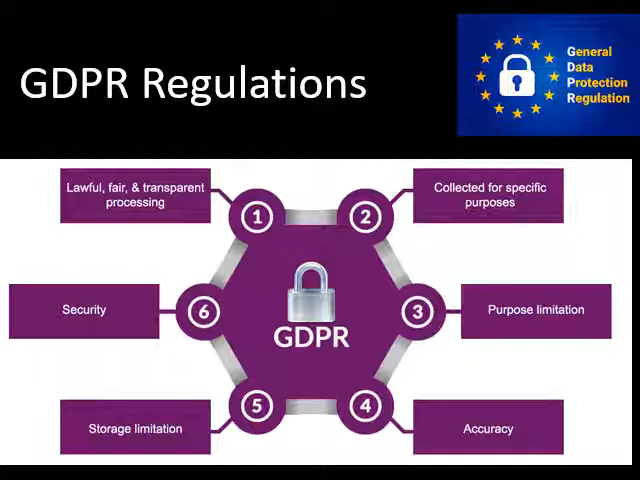 GDPR Regulations
General
Data
Protection
Regulation
Lawful, fair, & transparent
processing
1
2
Collected for specific
purposes
Security
6
GDPR
3
Purpose limitation
Storage limitation
5
4
Accuracy